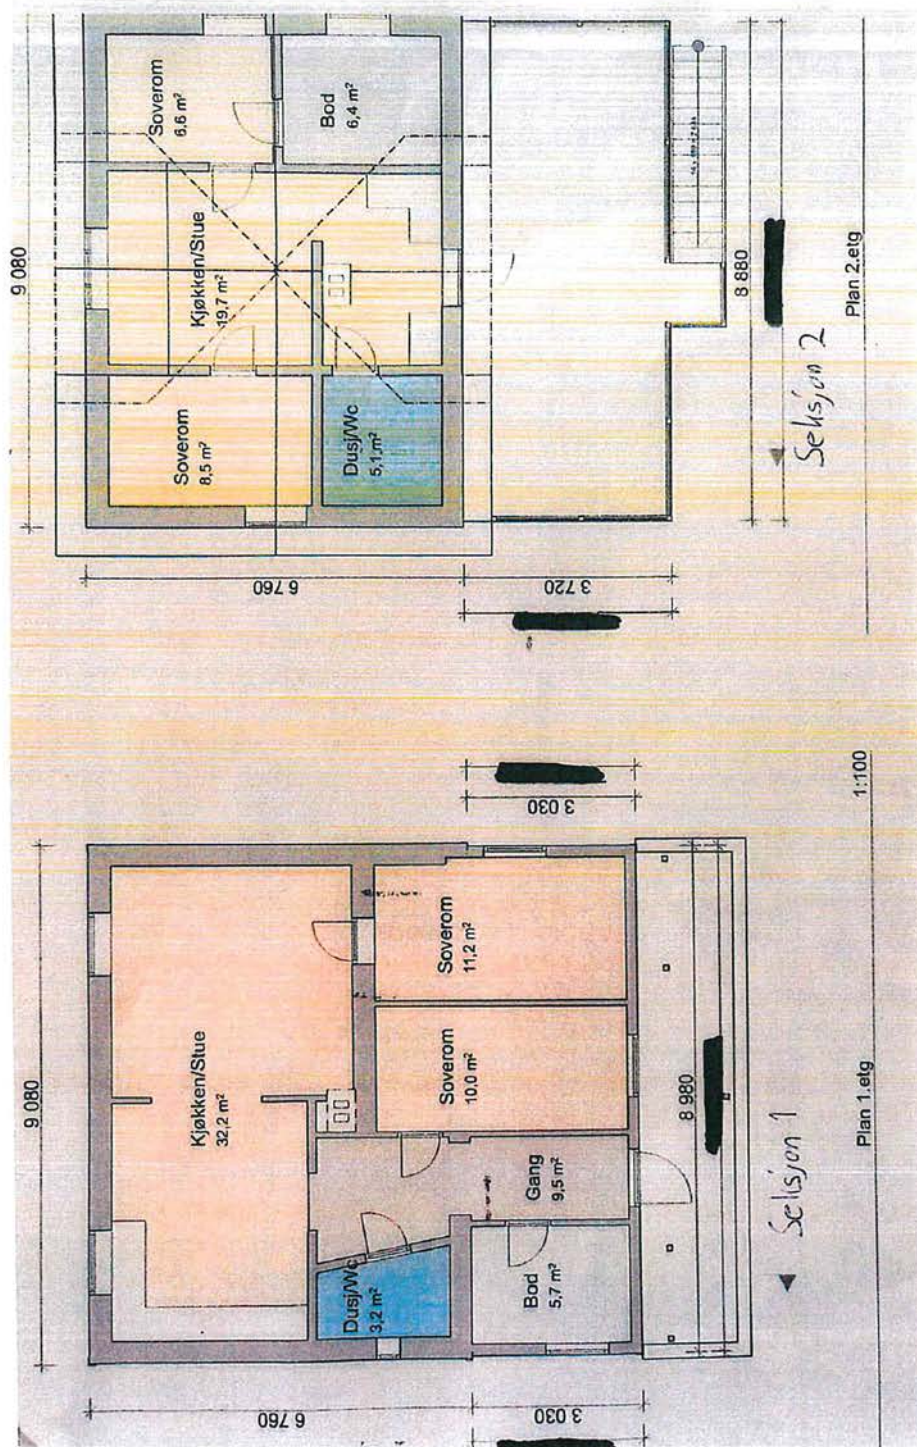 9 080
Soverom
6,6 m²
Bod
6,4 m²
Kjøkken/Stue
19,7 m²
Soverom
8,5 m²
Dusj/Wc
5,1 m²
6 760
3 720
8 880
Seksjon 2
Plan 2.etg
9 080
Kjøkken/Stue
32,2 m²
Soverom
11,2 m²
Soverom
10,0 m²
Gang
9,5 m²
Dusj/Wc
3,2 m²
Bod
5,7 m²
6 760
3 030
3 030
8 980
Seksjon 1
Plan 1.etg
1:100